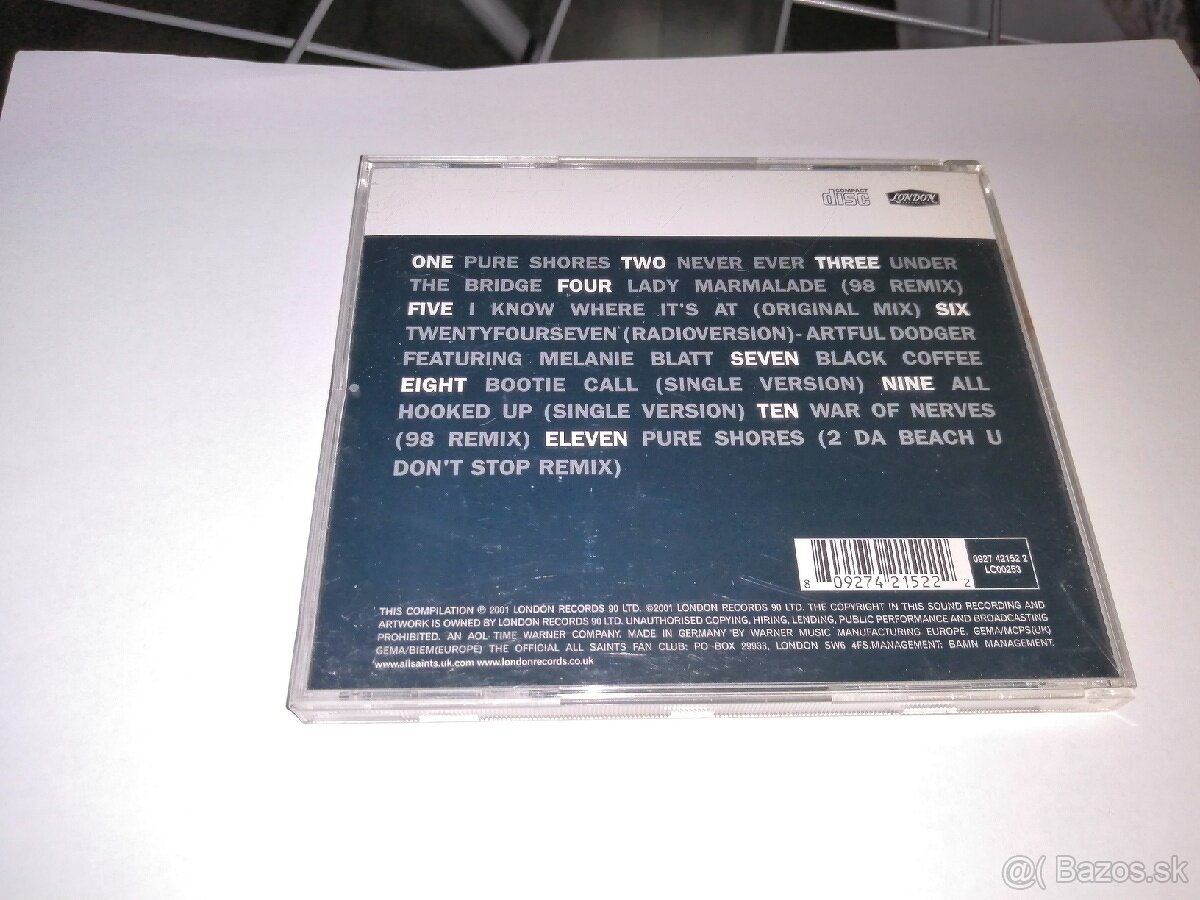 COMPACT
disc
LONDON
ONE PURE SHORES TWO NEVER EVER THREE UNDER
THE BRIDGE FOUR LADY MARMALADE (98 REMIX)
FIVE I KNOW WHERE IT'S AT (ORIGINAL MIX) SIX
TWENTYFOURSEVEN (RADIOVERSION)- ARTFUL DODGER
FEATURING MELANIE BLATT SEVEN BLACK COFFEE
EIGHT BOOTIE CALL (SINGLE VERSION) NINE ALL
HOOKED UP (SINGLE VERSION) TEN WAR OF NERVES
(98 REMIX) ELEVEN PURE SHORES (2 DA BEACH U
DON'T STOP REMIX)
0927 42152 2
LC00253
8 09274 21522 2
THIS COMPILATION ℗ 2001 LONDON RECORDS 90 LTD. ©2001 LONDON RECORDS 90 LTD. THE COPYRIGHT IN THIS SOUND RECORDING AND
ARTWORK IS OWNED BY LONDON RECORDS 90 LTD. UNAUTHORISED COPYING, HIRING, LENDING, PUBLIC PERFORMANCE AND BROADCASTING
PROHIBITED. AN AOL TIME WARNER COMPANY. MADE IN GERMANY BY WARNER MUSIC MANUFACTURING EUROPE. GEMA/MCPS(UK)
GEMA/BIEM(EUROPE) THE OFFICIAL ALL SAINTS FAN CLUB: PO BOX 29933, LONDON SW6 4FS.MANAGEMENT: BAMN MANAGEMENT.
www.allsaints.uk.com www.londonrecords.co.uk
@( Bazos.sk